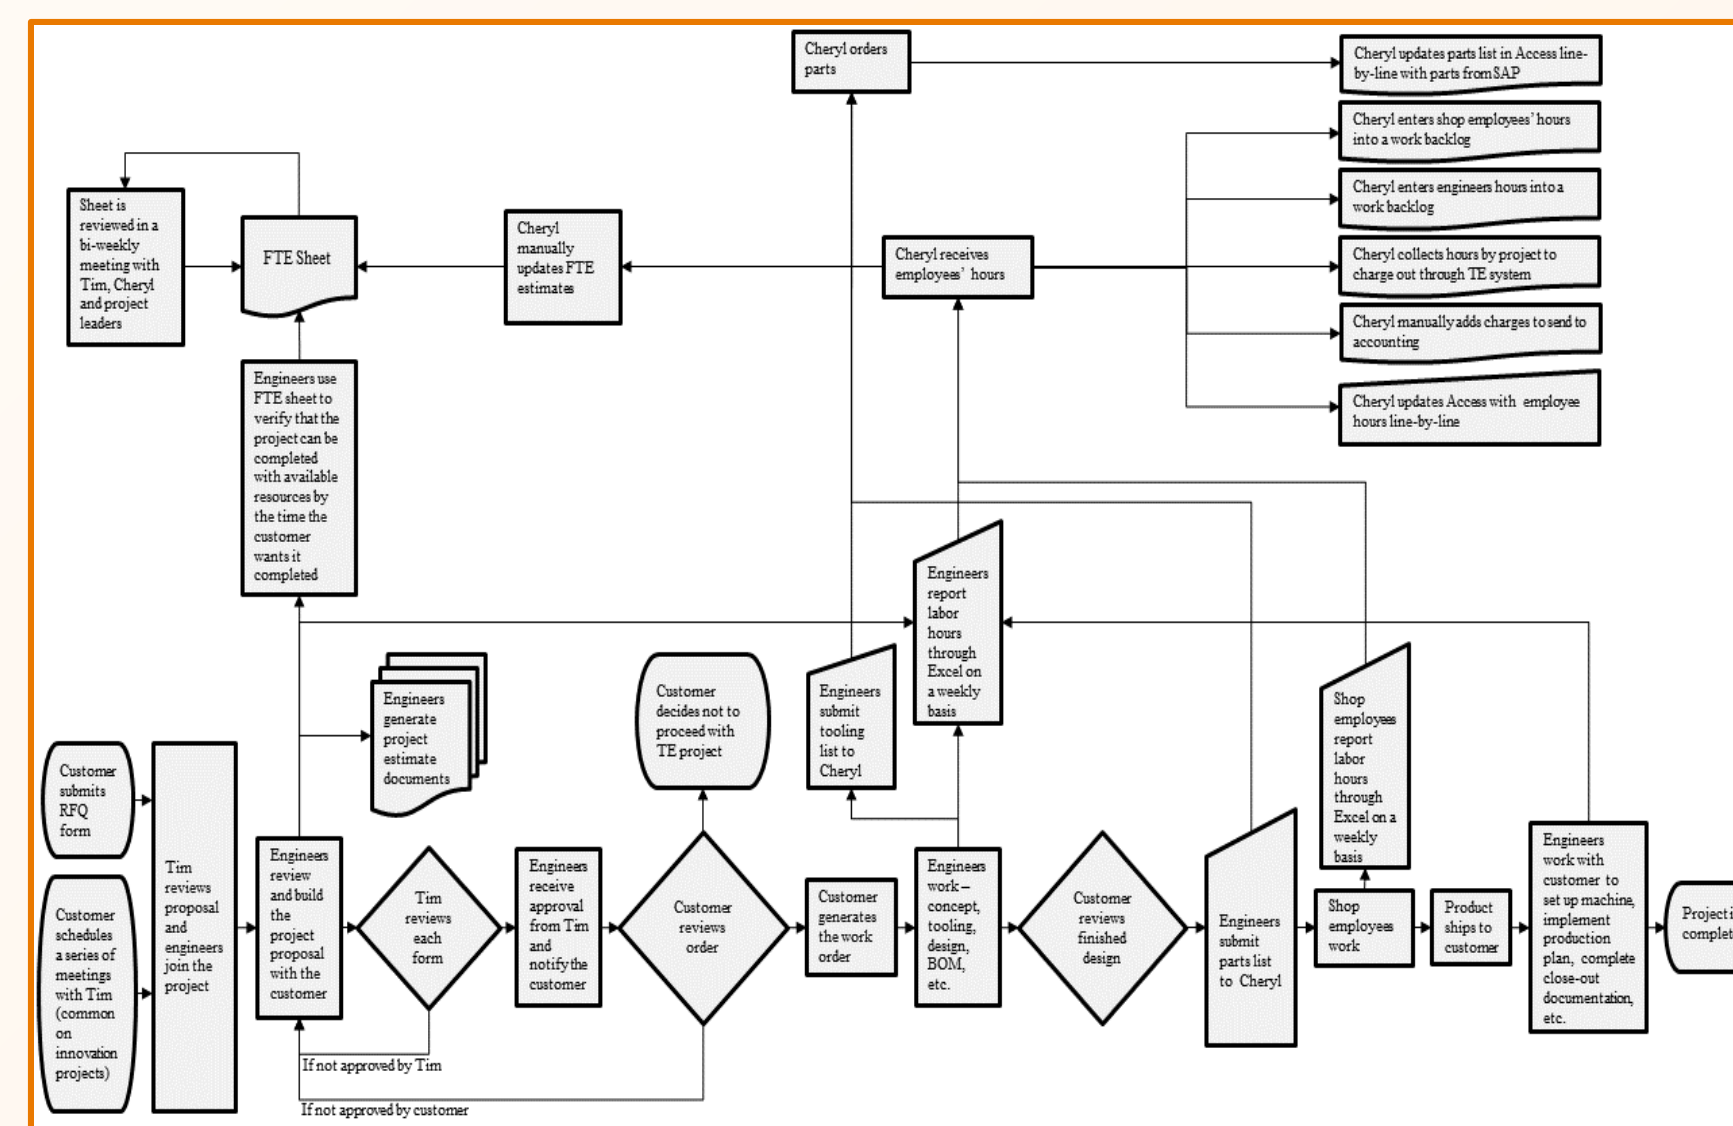 Cheryl orders
parts
Cheryl updates parts list in Access line-
by-line with parts from SAP
Cheryl enters shop employees' hours
into a work backlog
Cheryl enters engineers hours into a
work backlog
Cheryl collects hours by project to
charge out through TE system
Cheryl manually adds charges to send to
accounting
Cheryl updates Access with employee
hours line-by-line
Sheet is
reviewed in a
bi-weekly
meeting with
Tim, Cheryl
and project
leaders
FTE Sheet
Cheryl
manually
updates FTE
estimates
Cheryl receives
employees' hours
Engineers use
FTE sheet to
verify that the
project can be
completed
with available
resources by
the time the
customer
wants it
completed
Engineers
report
labor
hours
through
Excel on
a weekly
basis
Engineers
generate
project
estimate
documents
Customer
decides not to
proceed with
TE project
Engineers
submit
tooling
list to
Cheryl
Shop
employees
report
labor
hours
through
Excel on a
weekly
basis
Customer
submits
RFQ
form
Customer
schedules
a series of
meetings
with Tim
(common
on
innovation
projects)
Tim
reviews
proposal
and
engineers
join the
project
Engineers
review
and build
the
project
proposal
with the
customer
Tim
reviews
each
form
Engineers
receive
approval
from Tim
and
notify the
customer
Customer
reviews
order
Customer
generates
the work
order
Engineers
work –
concept,
tooling,
design,
BOM,
etc.
Customer
reviews
finished
design
Engineers
submit
parts list
to Cheryl
Shop
employees
work
Product
ships to
customer
Engineers
work with
customer to
set up machine,
implement
production
plan, complete
close-out
documentation,
etc.
Project i
complet
If not approved by Tim
If not approved by customer